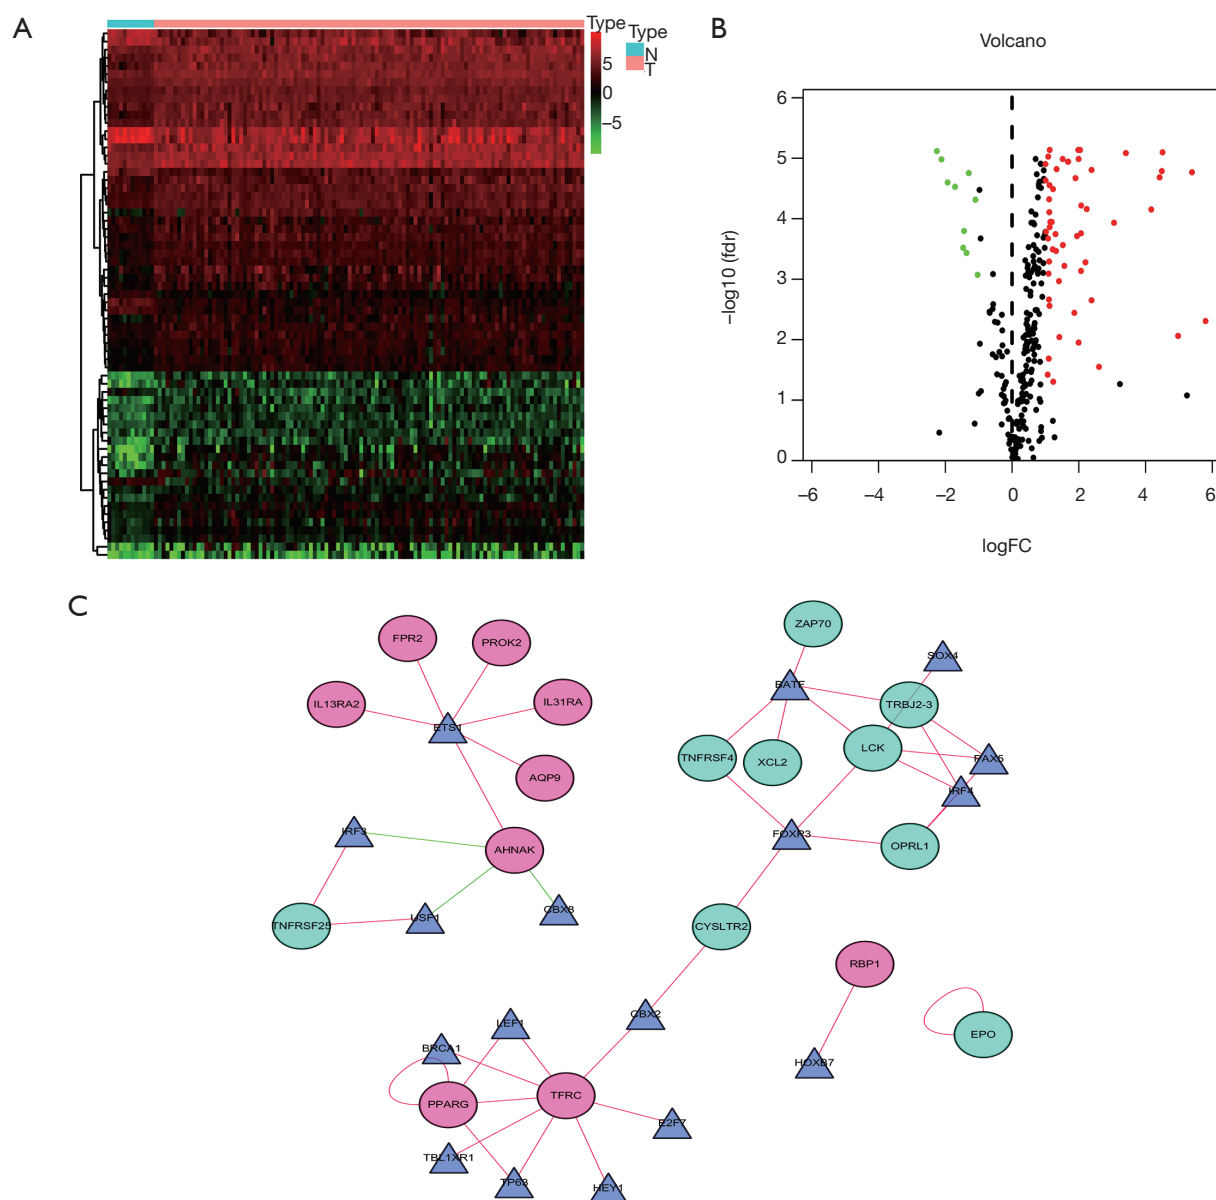 A
Type
5
0
−5
Type
N
T
B
Volcano
−log10 (fdr)
6
5
4
3
2
1
0
−6
−4
−2
0
2
4
6
logFC
C
FPR2
PROK2
IL13RA2
IL31RA
ETS1
AQP9
IRF3
AHNAK
TNFRSF25
USF1
CBX8
ZAP70
SOX4
BATF
TRBJ2-3
TNFRSF4
XCL2
LCK
PAX5
IRF4
FOXP3
OPRL1
CYSLTR2
RBP1
EPO
HOXB7
CBX2
LEF1
BRCA1
PPARG
TFRC
E2F7
TBL1XR1
TP63
HEY1